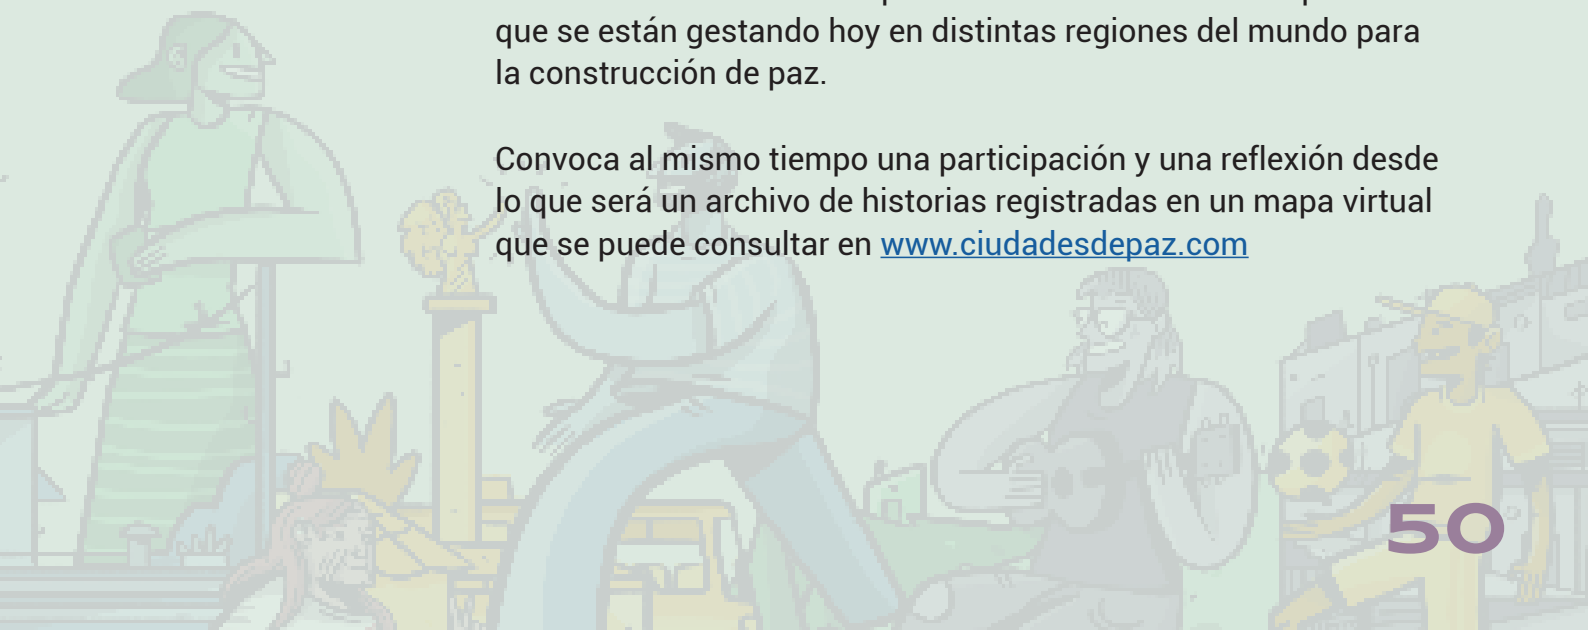 que se están gestando hoy en distintas regiones del mundo para
la construcción de paz.
Convoca al mismo tiempo una participación y una reflexión desde
lo que será un archivo de historias registradas en un mapa virtual
que se puede consultar en www.ciudadesdepaz.com
50